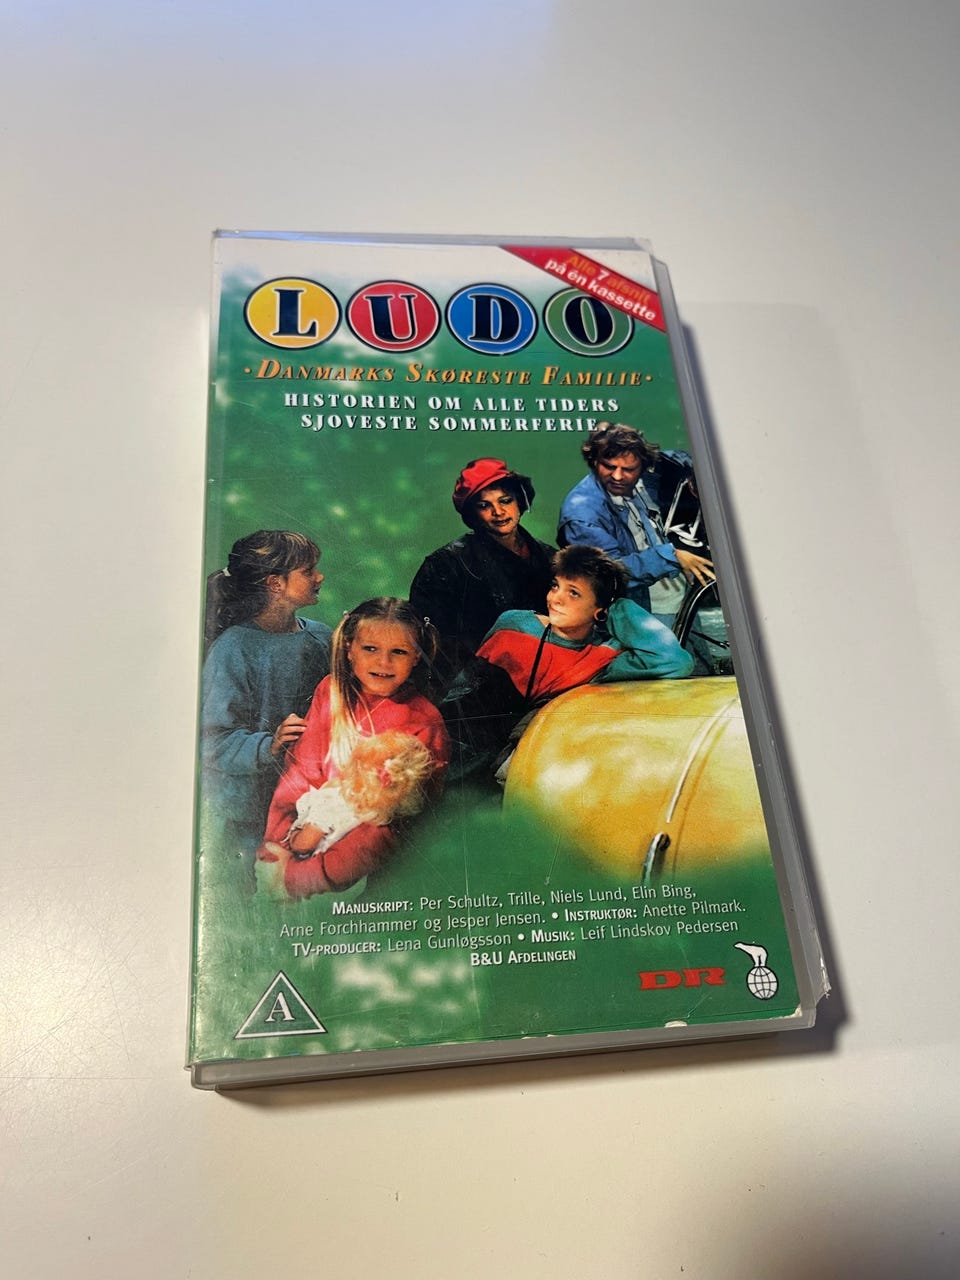 Alle 7 afsnit
på én kassette
LUDO
·DANMARKS SKØRESTE FAMILIE·
HISTORIEN OM ALLE TIDERS
SJOVESTE SOMMERFERIE
MANUSKRIPT: Per Schultz, Trille, Niels Lund, Elin Bing,
Arne Forchhammer og Jesper Jensen. • INSTRUKTØR: Anette Pilmark.
TV-PRODUCER: Lena Gunløgsson • MUSIK: Leif Lindskov Pedersen
B&U AFDELINGEN
DR
A